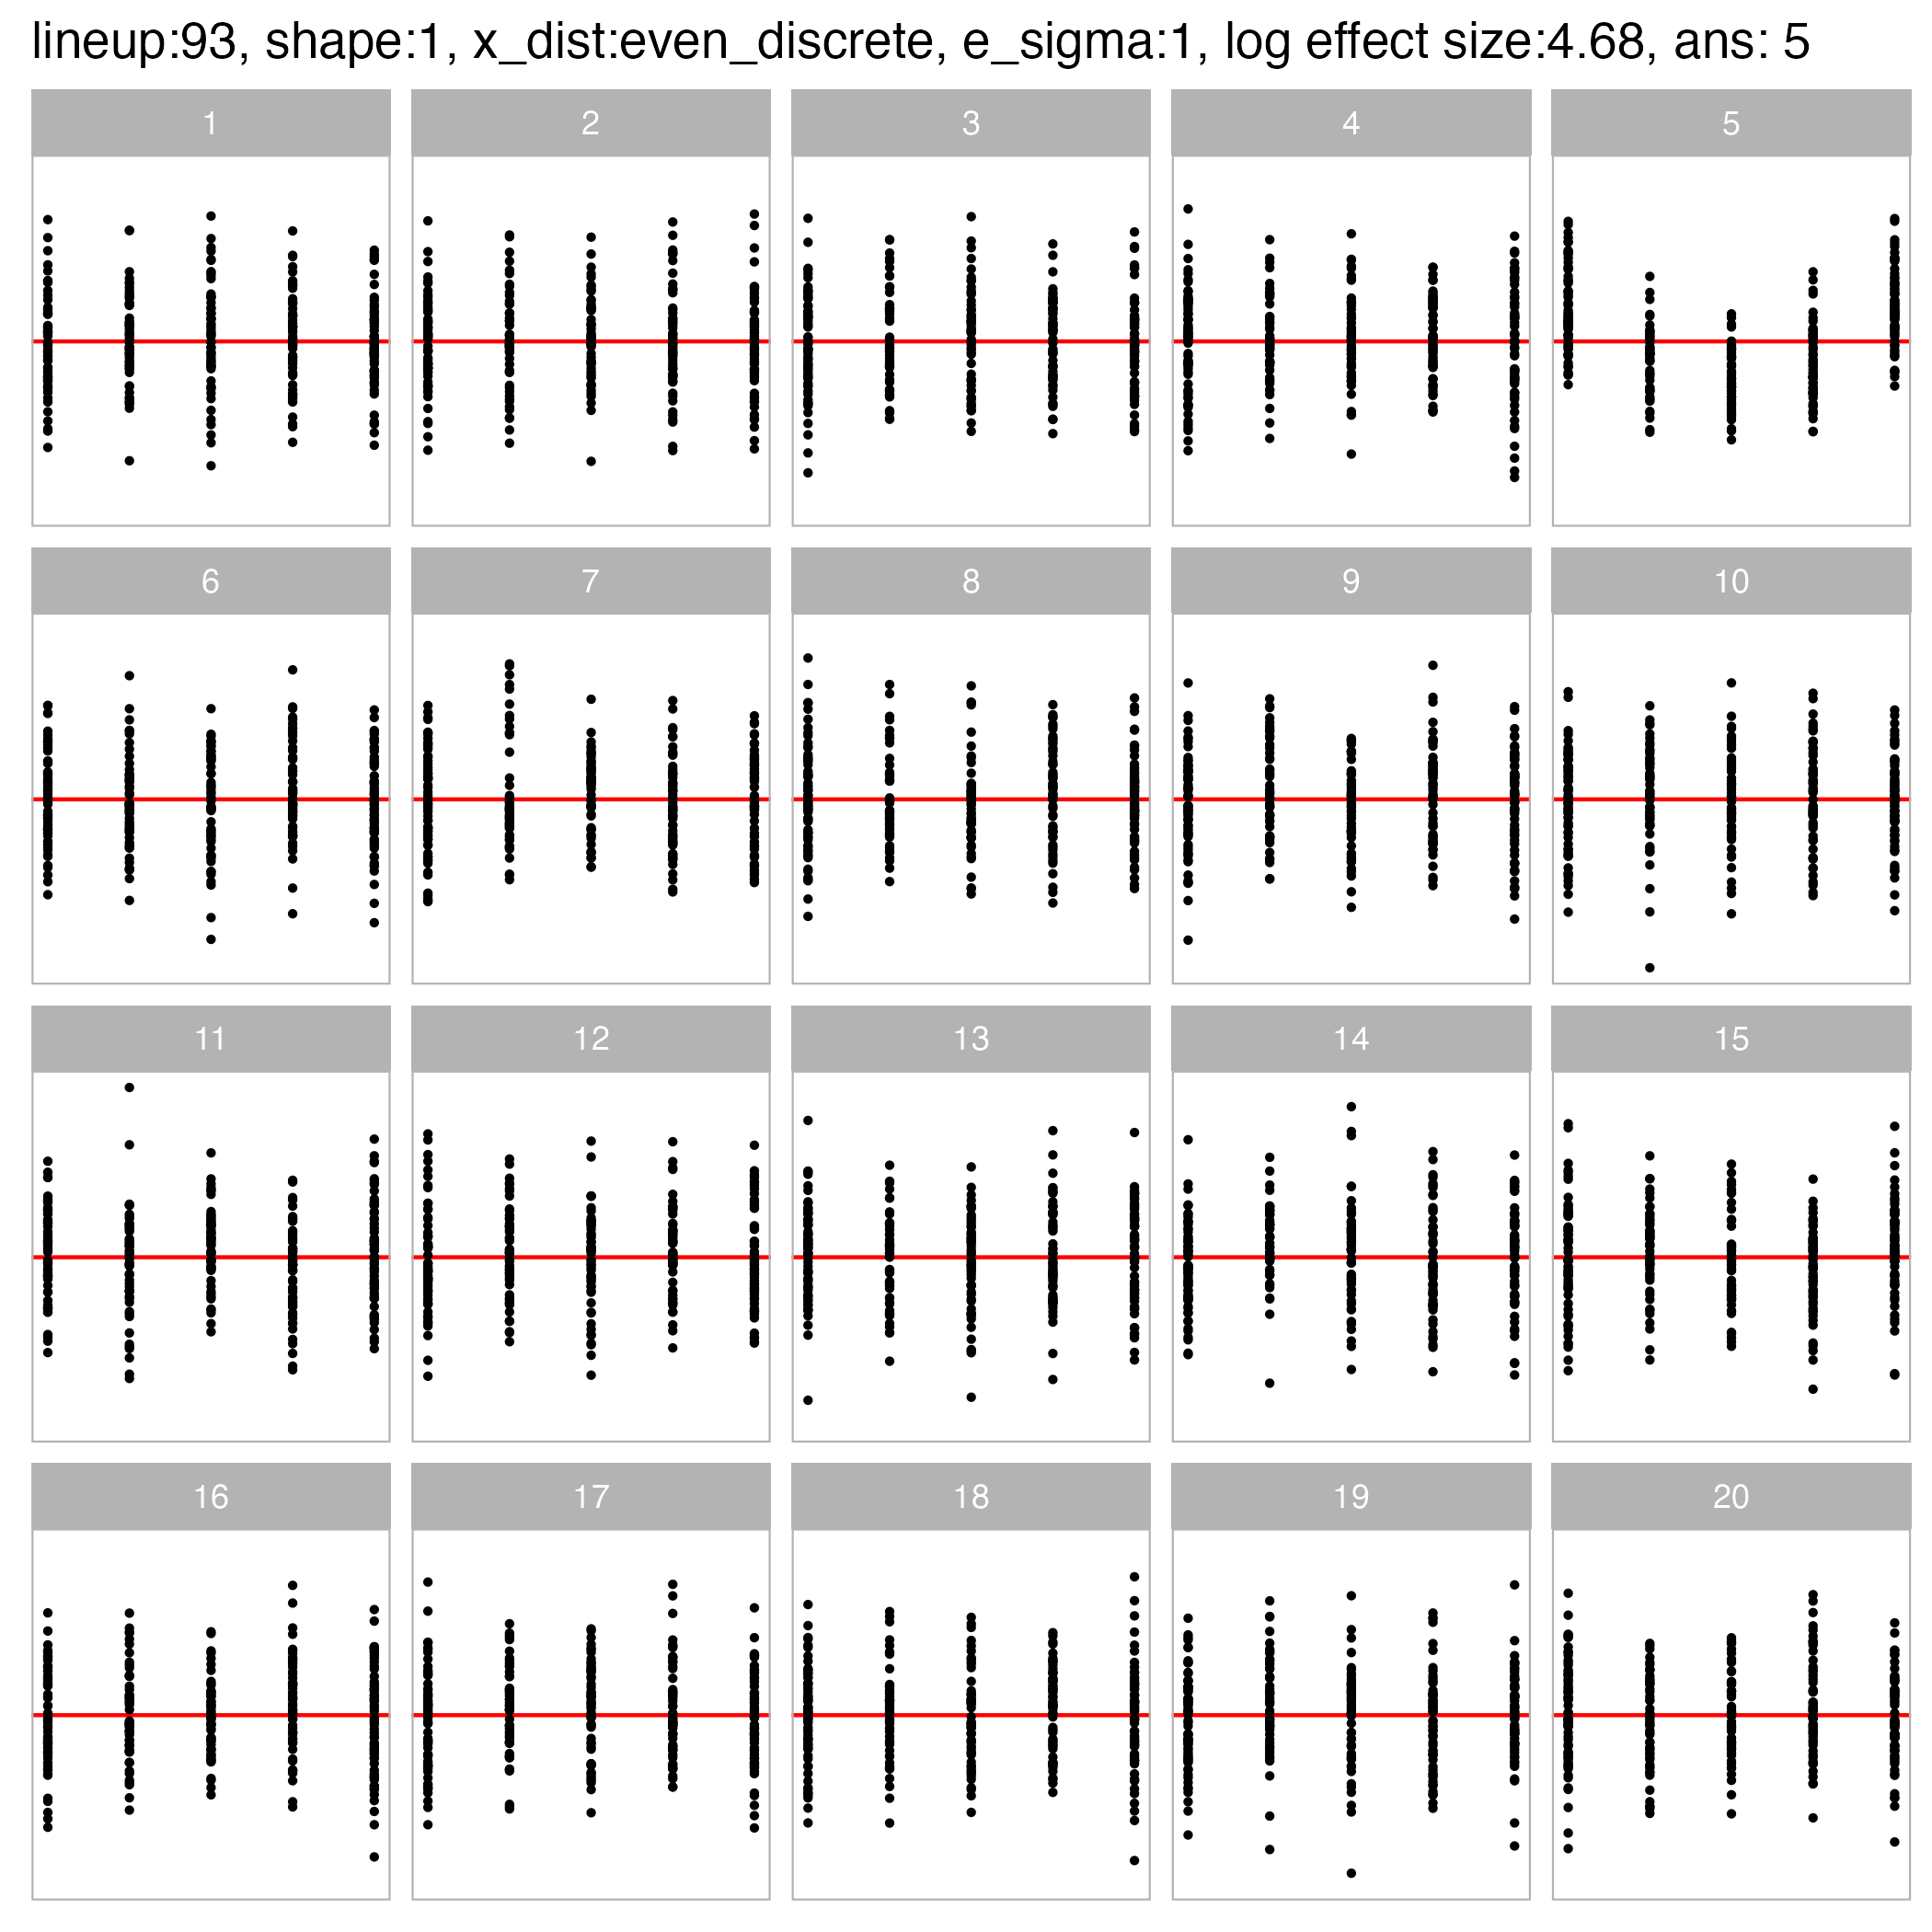 lineup:93, shape:1, x_dist:even_discrete, e_sigma:1, log effect size:4.68, ans: 5
1 2 3 4 5
6 7 8 9 10
11 12 13 14 15
16 17 18 19 20